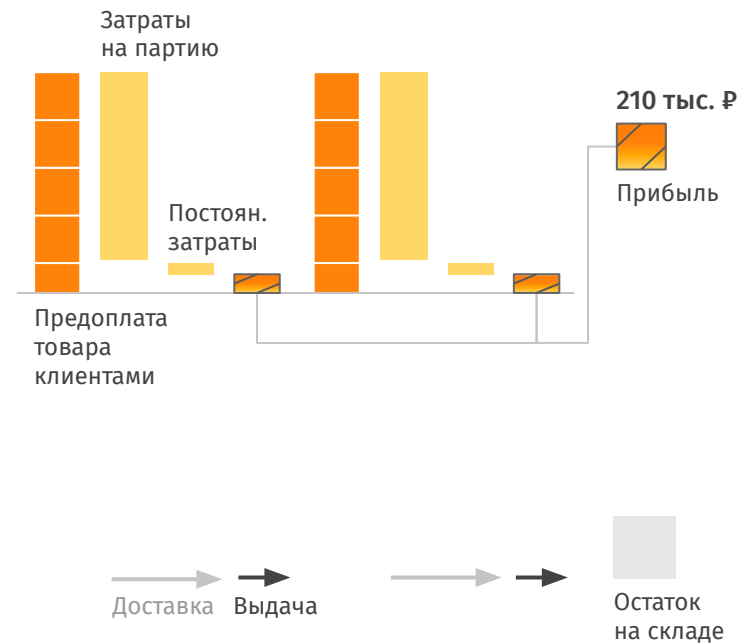 Затраты
на партию
210 тыс. ₽
Прибыль
Постоян.
затраты
Предоплата
товара
клиентами
Доставка
Выдача
Остаток
на складе